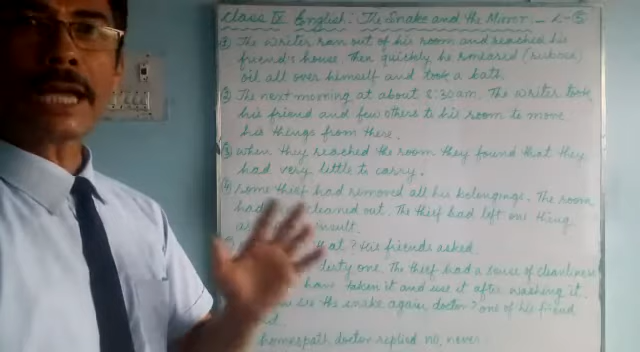 Class IX English: The Snake and the Mirror – L-5
① The writer ran out of his room and reached his
friend's house. Then quickly he smeared (rubbed)
oil all over himself and took a bath.
② The next morning at about 8:30 am. The writer took
his friend and few others to his room to move
his things from there.
③ when they reached the room they found that they
had very little to carry.
④ some thief had removed all his belongings. The room
had cleaned out. The thief had left one thing
as insult.
at? His friends asked.
dirty one. The thief had a sense of cleanliness
have taken it and use it after washing it.
see the snake again, doctor? one of his friend
homeopath doctor replied no, never.